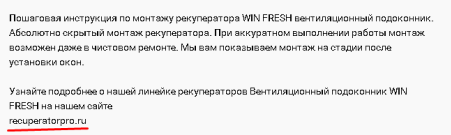 Пошаговая инструкция по монтажу рекуператора WIN FRESH вентиляционный подоконник.
Абсолютно скрытый монтаж рекуператора. При аккуратном выполнении работы монтаж
возможен даже в чистовом ремонте. Мы вам показываем монтаж на стадии после
установки окон.
Узнайте подробнее о нашей линейке рекуператоров Вентиляционный подоконник WIN
FRESH на нашем сайте
recuperatorpro.ru